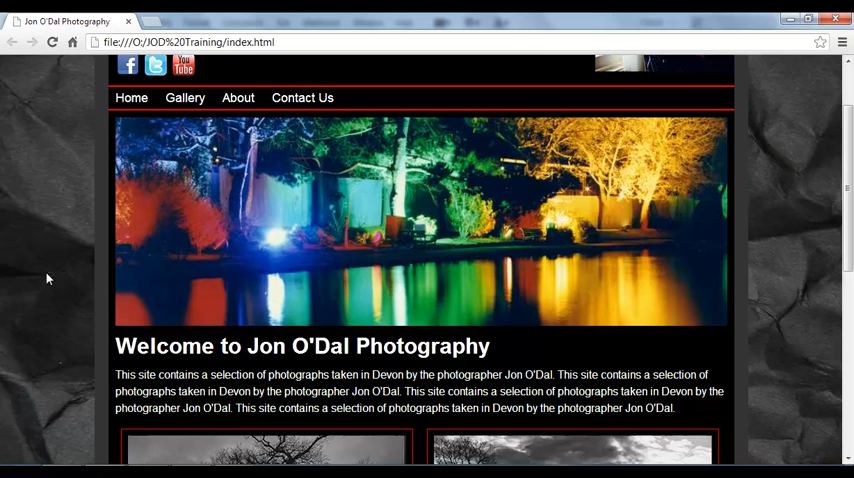 Jon O'Dal Photography
file:///O:/JOD%20Training/index.html
You
Tube
Home Gallery About Contact Us
Welcome to Jon O'Dal Photography
This site contains a selection of photographs taken in Devon by the photographer Jon O'Dal. This site contains a selection of
photographs taken in Devon by the photographer Jon O'Dal. This site contains a selection of photographs taken in Devon by the
photographer Jon O'Dal. This site contains a selection of photographs taken in Devon by the photographer Jon O'Dal.